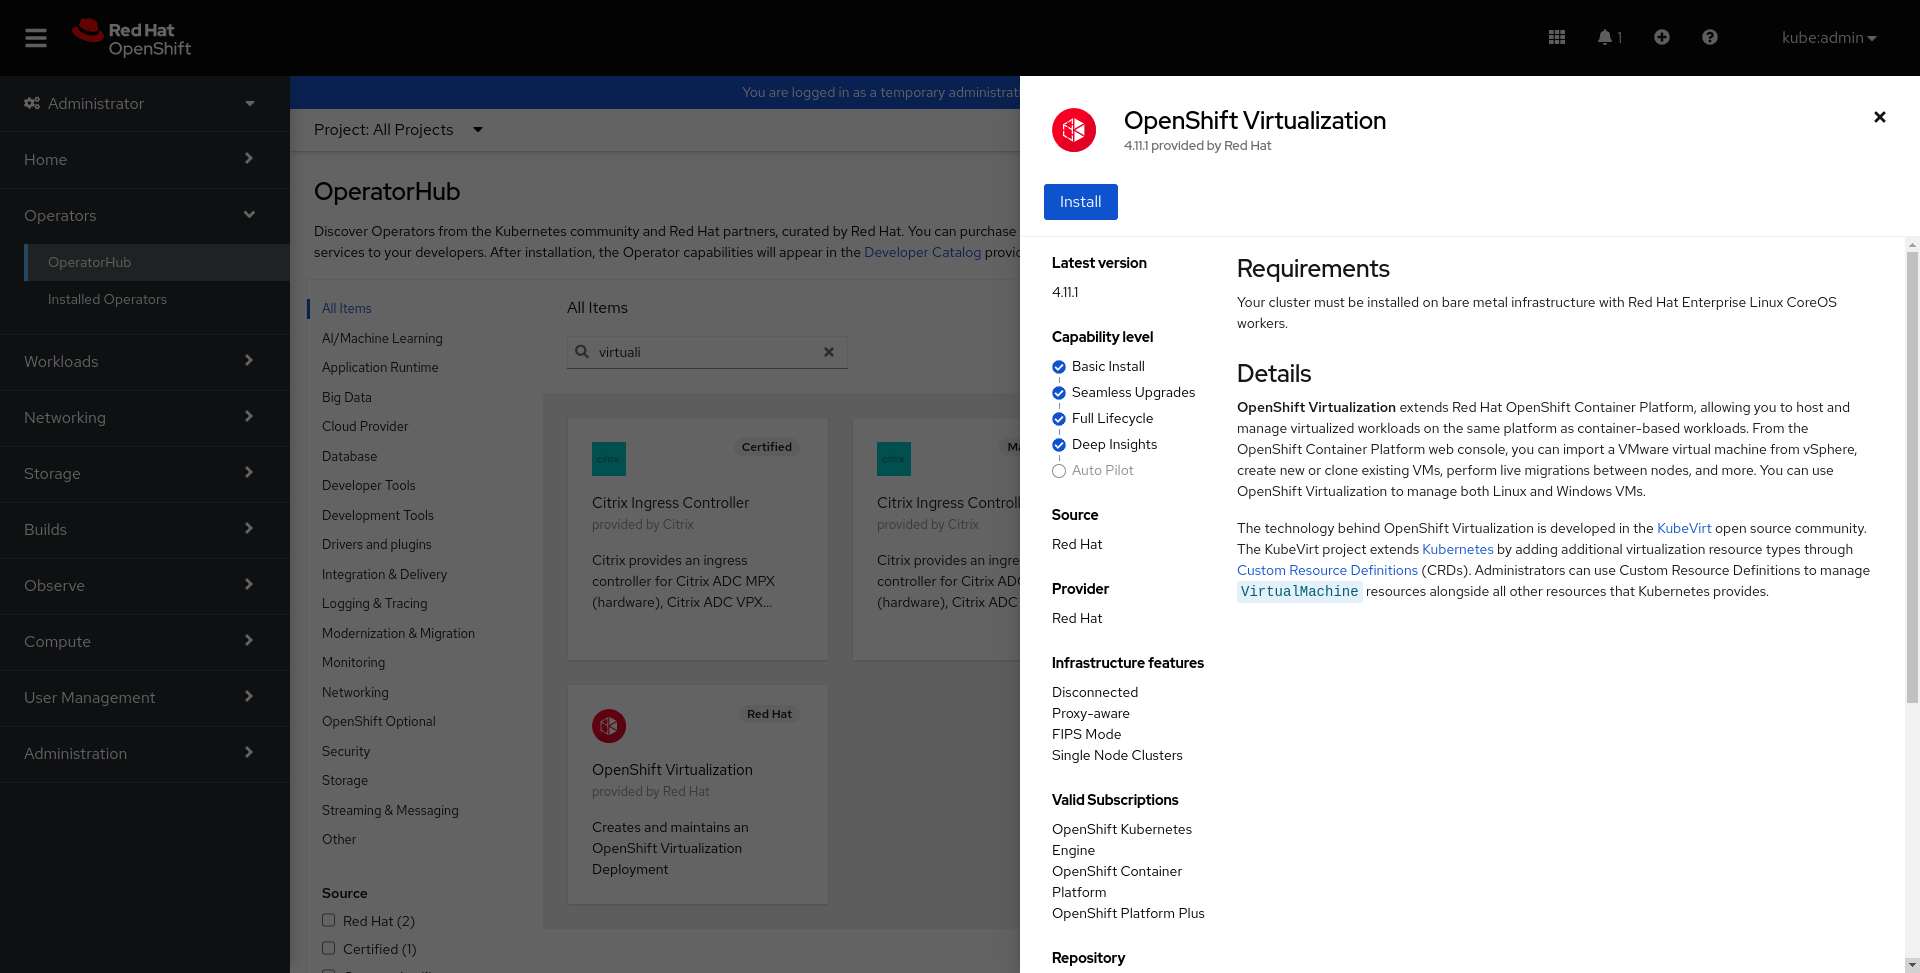 Red Hat
OpenShift
1
kube:admin
Administrator
Home
Operators
OperatorHub
Installed Operators
Workloads
Networking
Storage
Builds
Observe
Compute
User Management
Administration
You are logged in as a temporary administrat
Project: All Projects
OperatorHub
Discover Operators from the Kubernetes community and Red Hat partners, curated by Red Hat. You can purchase
services to your developers. After installation, the Operator capabilities will appear in the Developer Catalog provid
All Items
AI/Machine Learning
Application Runtime
Big Data
Cloud Provider
Database
Developer Tools
Development Tools
Drivers and plugins
Integration & Delivery
Logging & Tracing
Modernization & Migration
Monitoring
Networking
OpenShift Optional
Security
Storage
Streaming & Messaging
Other
Source
Red Hat (2)
Certified (1)
All Items
virtuali
citrix
Certified
Citrix Ingress Controller
provided by Citrix
Citrix provides an ingress
controller for Citrix ADC MPX
(hardware), Citrix ADC VPX...
citrix
Ma
Citrix Ingress Controll
provided by Citrix
Citrix provides an ingre
controller for Citrix ADC
(hardware), Citrix ADC
Red Hat
OpenShift Virtualization
provided by Red Hat
Creates and maintains an
OpenShift Virtualization
Deployment
OpenShift Virtualization
4.11.1 provided by Red Hat
Install
Latest version
4.11.1
Capability level
Basic Install
Seamless Upgrades
Full Lifecycle
Deep Insights
Auto Pilot
Source
Red Hat
Provider
Red Hat
Infrastructure features
Disconnected
Proxy-aware
FIPS Mode
Single Node Clusters
Valid Subscriptions
OpenShift Kubernetes
Engine
OpenShift Container
Platform
OpenShift Platform Plus
Repository
Requirements
Your cluster must be installed on bare metal infrastructure with Red Hat Enterprise Linux CoreOS
workers.
Details
OpenShift Virtualization extends Red Hat OpenShift Container Platform, allowing you to host and
manage virtualized workloads on the same platform as container-based workloads. From the
OpenShift Container Platform web console, you can import a VMware virtual machine from vSphere,
create new or clone existing VMs, perform live migrations between nodes, and more. You can use
OpenShift Virtualization to manage both Linux and Windows VMs.
The technology behind OpenShift Virtualization is developed in the KubeVirt open source community.
The KubeVirt project extends Kubernetes by adding additional virtualization resource types through
Custom Resource Definitions (CRDs). Administrators can use Custom Resource Definitions to manage
VirtualMachine resources alongside all other resources that Kubernetes provides.